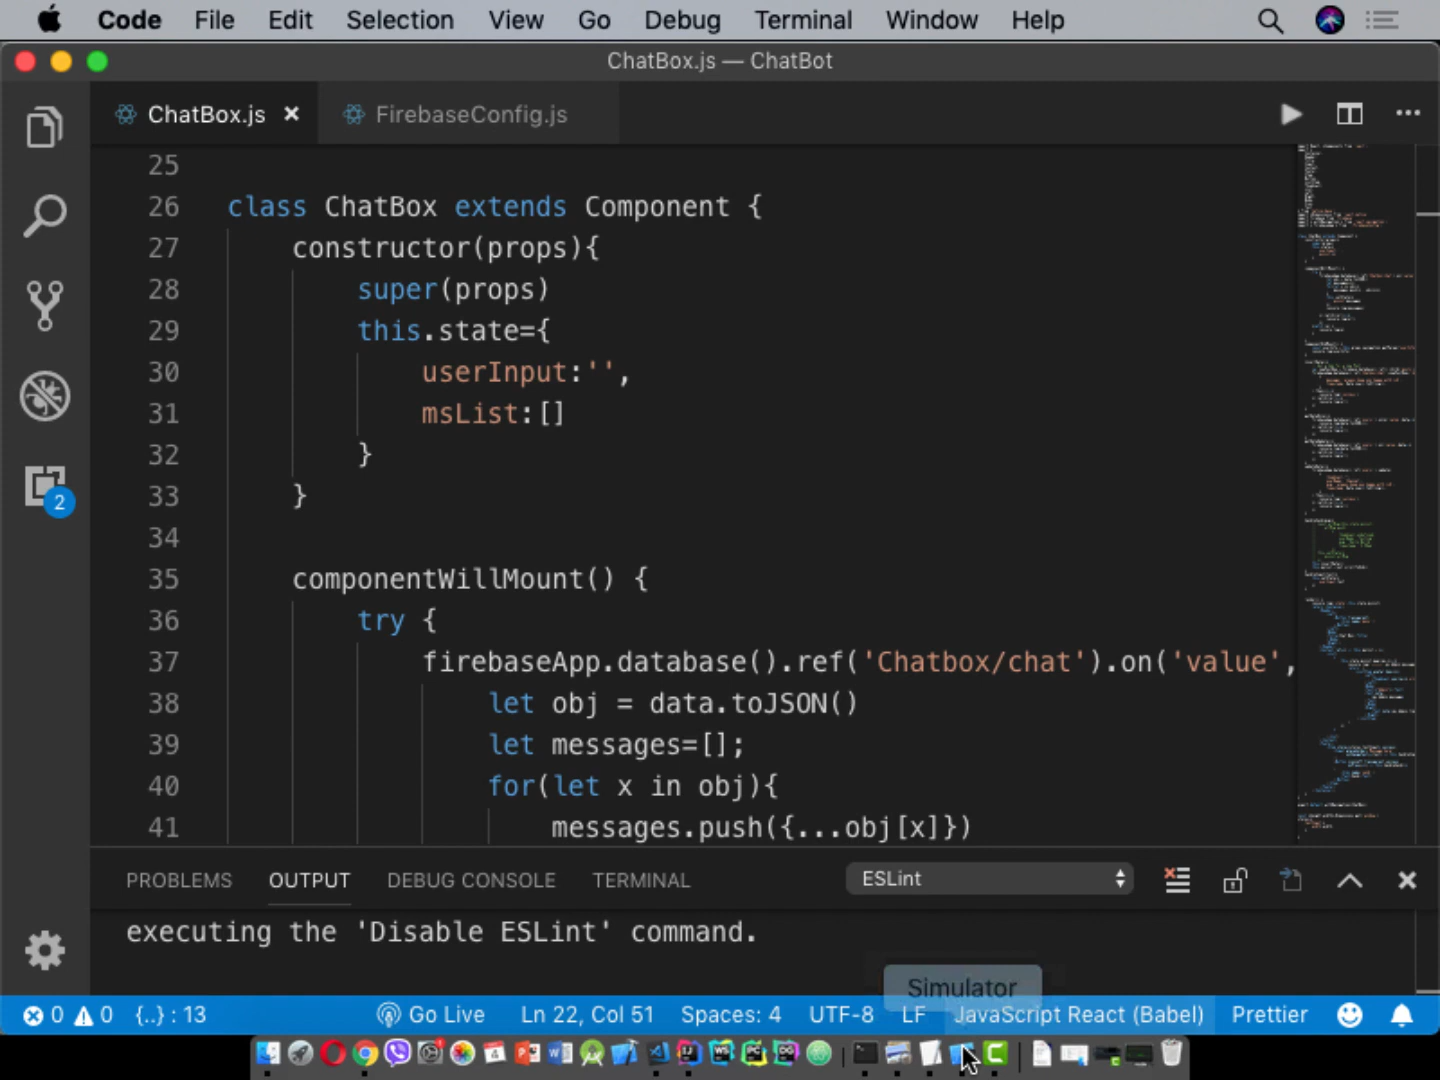 Code File Edit Selection View Go Debug Terminal Window Help
ChatBox.js — ChatBot
ChatBox.js × FirebaseConfig.js
25
26 class ChatBox extends Component {
27 constructor(props){
28 super(props)
29 this.state={
30 userInput:'',
31 msList:[]
32 }
33 }
34
35 componentWillMount() {
36 try {
37 firebaseApp.database().ref('Chatbox/chat').on('value',
38 let obj = data.toJSON()
39 let messages=[];
40 for(let x in obj){
41 messages.push({...obj[x]})
2
PROBLEMS OUTPUT DEBUG CONSOLE TERMINAL ESLint
executing the 'Disable ESLint' command.
Simulator
0 0 {..} : 13 Go Live Ln 22, Col 51 Spaces: 4 UTF-8 LF JavaScript React (Babel) Prettier